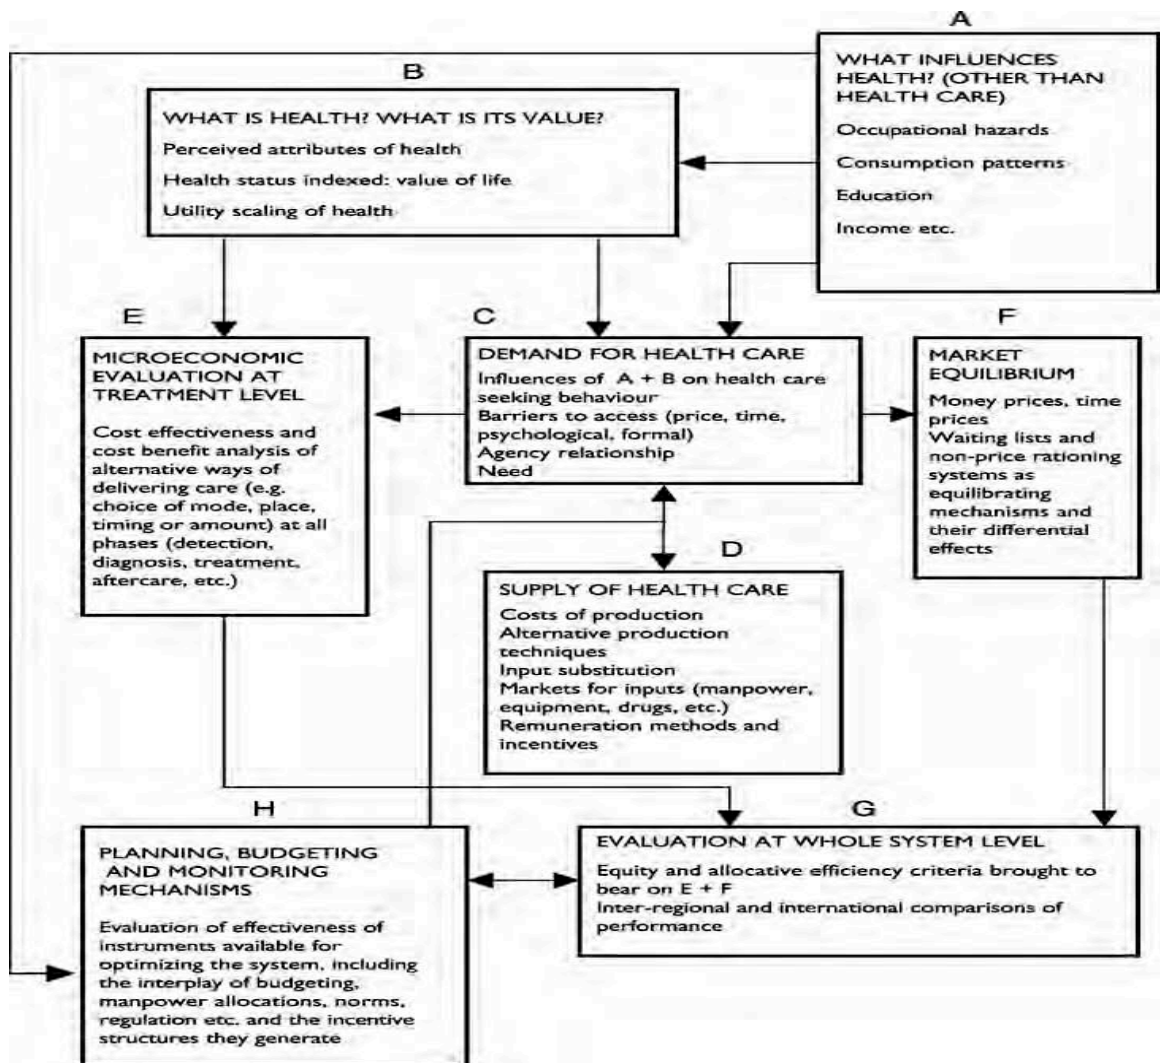 A
WHAT INFLUENCES
HEALTH? (OTHER THAN
HEALTH CARE)
Occupational hazards
Consumption patterns
Education
Income etc.
B
WHAT IS HEALTH? WHAT IS ITS VALUE?
Perceived attributes of health
Health status indexed: value of life
Utility scaling of health
E
MICROECONOMIC
EVALUATION AT
TREATMENT LEVEL
Cost effectiveness and
cost benefit analysis of
alternative ways of
delivering care (e.g.
choice of mode, place,
timing or amount) at all
phases (detection,
diagnosis, treatment,
aftercare, etc.)
C
DEMAND FOR HEALTH CARE
Influences of A + B on health care
seeking behaviour
Barriers to access (price, time,
psychological, formal)
Agency relationship
Need
F
MARKET
EQUILIBRIUM
Money prices, time
prices
Waiting lists and
non-price rationing
systems as
equilibrating
mechanisms and
their differential
effects
D
SUPPLY OF HEALTH CARE
Costs of production
Alternative production
techniques
Input substitution
Markets for inputs (manpower,
equipment, drugs, etc.)
Remuneration methods and
incentives
H
PLANNING, BUDGETING
AND MONITORING
MECHANISMS
Evaluation of effectiveness of
instruments available for
optimizing the system, including
the interplay of budgeting,
manpower allocations, norms,
regulation etc. and the incentive
structures they generate
G
EVALUATION AT WHOLE SYSTEM LEVEL
Equity and allocative efficiency criteria brought to
bear on E + F
Inter-regional and international comparisons of
performance